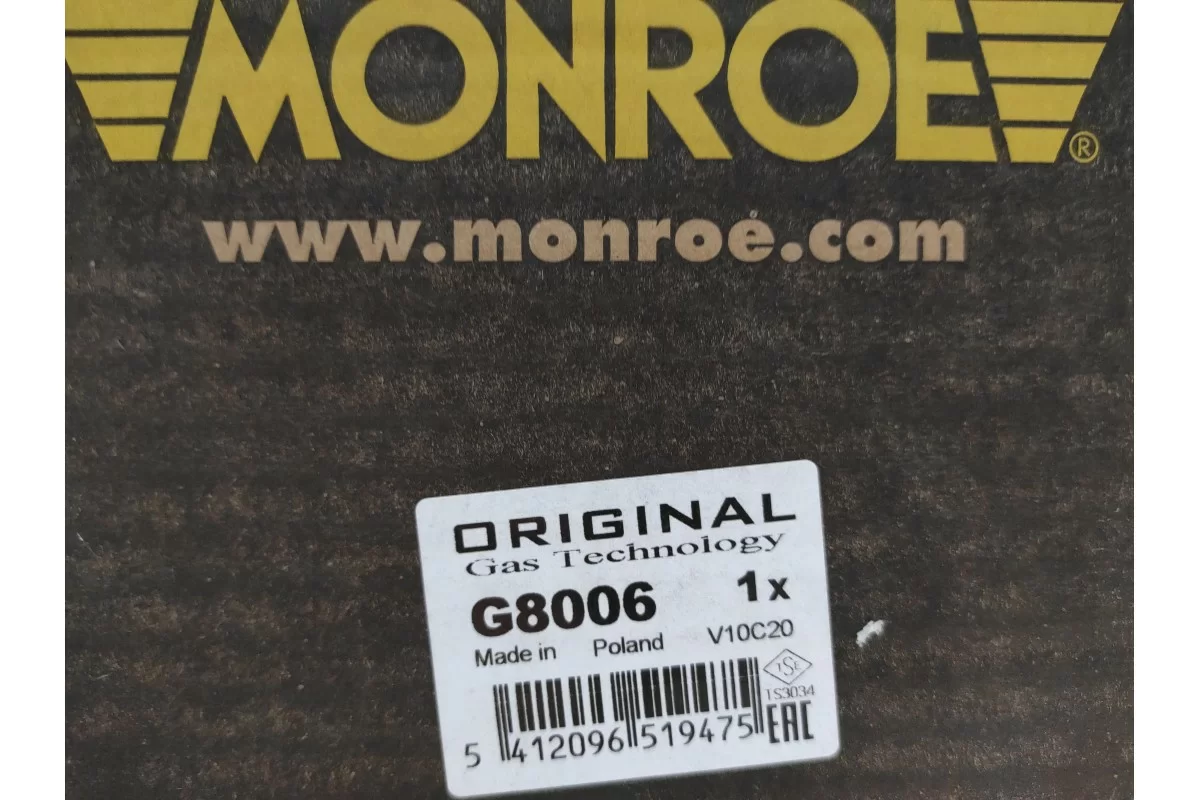 MONROE®
www.monroe.com
ORIGINAL
Gas Technology
G8006 1x
Made in Poland V10C20
TSE
TS3034
5 412096 519475
EAC